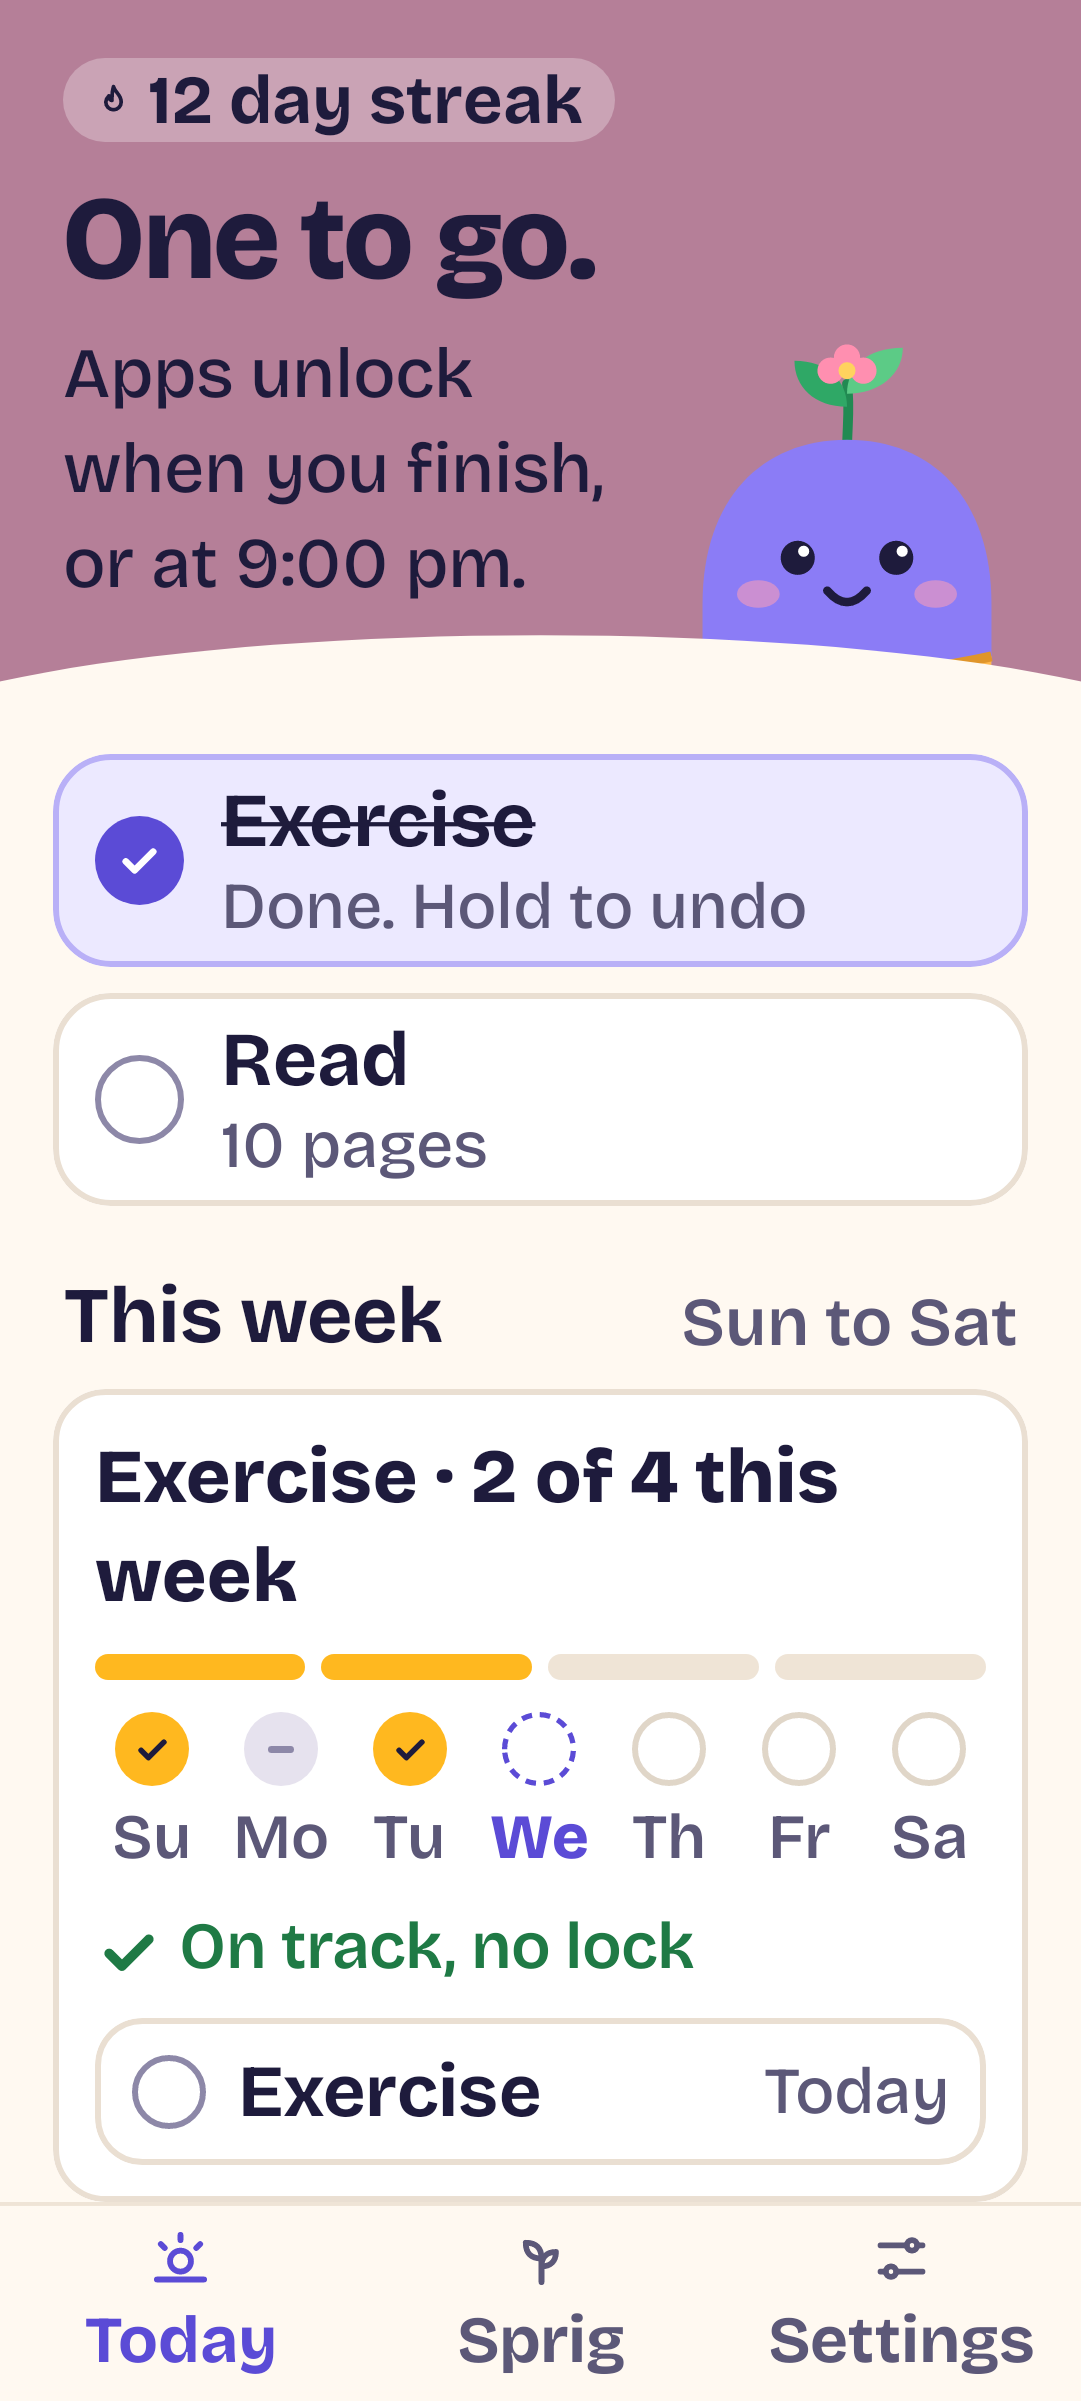 12 day streak
One to go.
Apps unlock
when you finish,
or at 9:00 pm.
Exercise
Done. Hold to undo
Read
10 pages
This week
Sun to Sat
Exercise · 2 of 4 this
week
Su Mo Tu We Th Fr Sa
On track, no lock
Exercise
Today
Today
Sprig
Settings